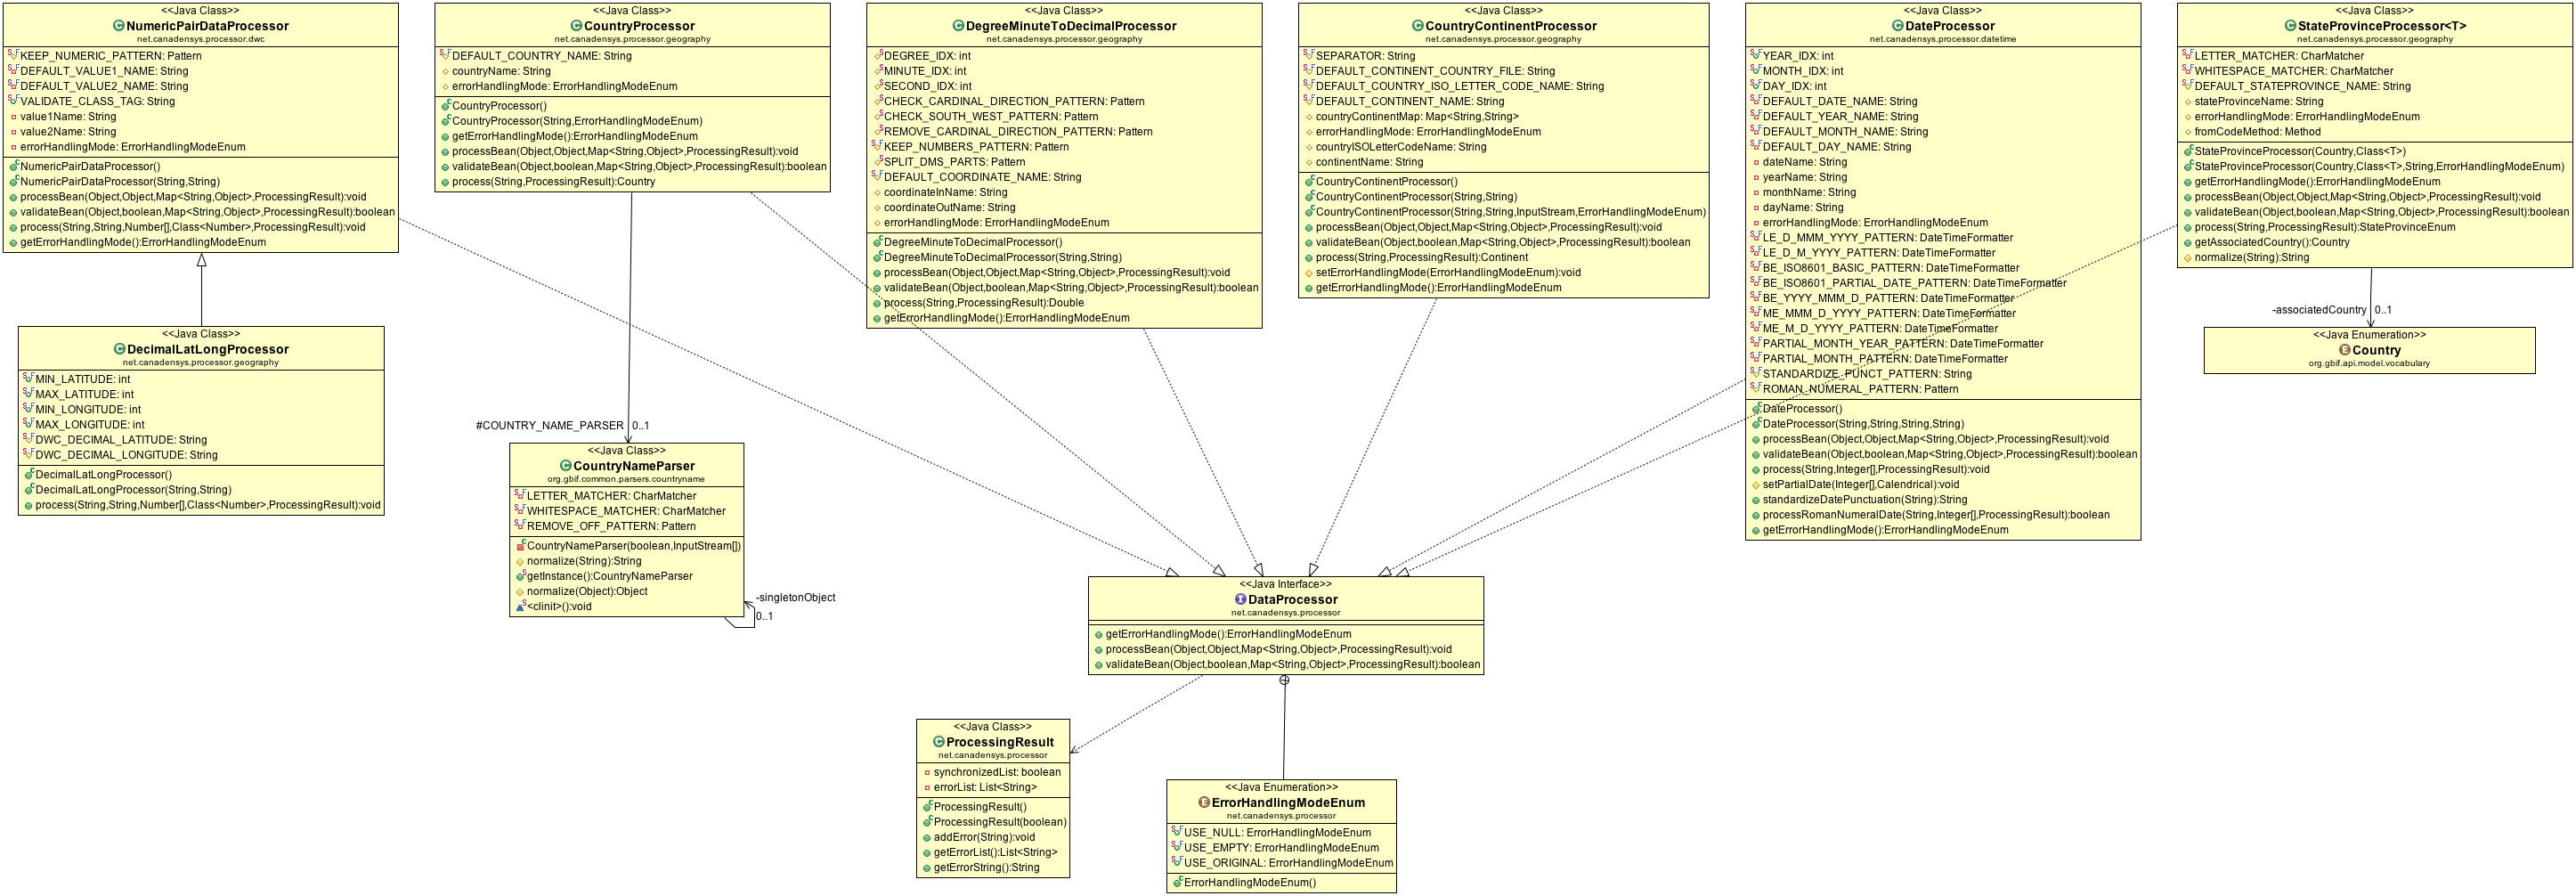 <<Java Class>>
NumericPairDataProcessor
net.canadensys.processor.dwc
KEEP_NUMERIC_PATTERN: Pattern
DEFAULT_VALUE1_NAME: String
DEFAULT_VALUE2_NAME: String
VALIDATE_CLASS_TAG: String
value1Name: String
value2Name: String
errorHandlingMode: ErrorHandlingModeEnum
NumericPairDataProcessor()
NumericPairDataProcessor(String,String)
processBean(Object,Object,Map<String,Object>,ProcessingResult):void
validateBean(Object,boolean,Map<String,Object>,ProcessingResult):boolean
process(String,String,Number[],Class<Number>,ProcessingResult):void
getErrorHandlingMode():ErrorHandlingModeEnum
<<Java Class>>
CountryProcessor
net.canadensys.processor.geography
DEFAULT_COUNTRY_NAME: String
countryName: String
errorHandlingMode: ErrorHandlingModeEnum
CountryProcessor()
CountryProcessor(String,ErrorHandlingModeEnum)
getErrorHandlingMode():ErrorHandlingModeEnum
processBean(Object,Object,Map<String,Object>,ProcessingResult):void
validateBean(Object,boolean,Map<String,Object>,ProcessingResult):boolean
process(String,ProcessingResult):Country
<<Java Class>>
DegreeMinuteToDecimalProcessor
net.canadensys.processor.geography
DEGREE_IDX: int
MINUTE_IDX: int
SECOND_IDX: int
CHECK_CARDINAL_DIRECTION_PATTERN: Pattern
CHECK_SOUTH_WEST_PATTERN: Pattern
REMOVE_CARDINAL_DIRECTION_PATTERN: Pattern
KEEP_NUMBERS_PATTERN: Pattern
SPLIT_DMS_PARTS: Pattern
DEFAULT_COORDINATE_NAME: String
coordinateInName: String
coordinateOutName: String
errorHandlingMode: ErrorHandlingModeEnum
DegreeMinuteToDecimalProcessor()
DegreeMinuteToDecimalProcessor(String,String)
processBean(Object,Object,Map<String,Object>,ProcessingResult):void
validateBean(Object,boolean,Map<String,Object>,ProcessingResult):boolean
process(String,ProcessingResult):Double
getErrorHandlingMode():ErrorHandlingModeEnum
<<Java Class>>
CountryContinentProcessor
net.canadensys.processor.geography
SEPARATOR: String
DEFAULT_CONTINENT_COUNTRY_FILE: String
DEFAULT_COUNTRY_ISO_LETTER_CODE_NAME: String
DEFAULT_CONTINENT_NAME: String
countryContinentMap: Map<String,String>
errorHandlingMode: ErrorHandlingModeEnum
countryISOLetterCodeName: String
continentName: String
CountryContinentProcessor()
CountryContinentProcessor(String,String)
CountryContinentProcessor(String,String,InputStream,ErrorHandlingModeEnum)
processBean(Object,Object,Map<String,Object>,ProcessingResult):void
validateBean(Object,boolean,Map<String,Object>,ProcessingResult):boolean
process(String,ProcessingResult):Continent
setErrorHandlingMode(ErrorHandlingModeEnum):void
getErrorHandlingMode():ErrorHandlingModeEnum
<<Java Class>>
DateProcessor
net.canadensys.processor.datetime
YEAR_IDX: int
MONTH_IDX: int
DAY_IDX: int
DEFAULT_DATE_NAME: String
DEFAULT_YEAR_NAME: String
DEFAULT_MONTH_NAME: String
DEFAULT_DAY_NAME: String
dateName: String
yearName: String
monthName: String
dayName: String
errorHandlingMode: ErrorHandlingModeEnum
LE_D_MMM_YYYY_PATTERN: DateTimeFormatter
LE_D_M_YYYY_PATTERN: DateTimeFormatter
BE_ISO8601_BASIC_PATTERN: DateTimeFormatter
BE_ISO8601_PARTIAL_DATE_PATTERN: DateTimeFormatter
BE_YYYY_MMM_D_PATTERN: DateTimeFormatter
ME_MMM_D_YYYY_PATTERN: DateTimeFormatter
ME_M_D_YYYY_PATTERN: DateTimeFormatter
PARTIAL_MONTH_YEAR_PATTERN: DateTimeFormatter
PARTIAL_MONTH_PATTERN: DateTimeFormatter
STANDARDIZE_PUNCT_PATTERN: String
ROMAN_NUMERAL_PATTERN: Pattern
DateProcessor()
DateProcessor(String,String,String,String)
processBean(Object,Object,Map<String,Object>,ProcessingResult):void
validateBean(Object,boolean,Map<String,Object>,ProcessingResult):boolean
process(String,Integer[],ProcessingResult):void
setPartialDate(Integer[],Calendrical):void
standardizeDatePunctuation(String):String
processRomanNumeralDate(String,Integer[],ProcessingResult):boolean
getErrorHandlingMode():ErrorHandlingModeEnum
<<Java Class>>
StateProvinceProcessor<T>
net.canadensys.processor.geography
LETTER_MATCHER: CharMatcher
WHITESPACE_MATCHER: CharMatcher
DEFAULT_STATEPROVINCE_NAME: String
stateProvinceName: String
errorHandlingMode: ErrorHandlingModeEnum
fromCodeMethod: Method
StateProvinceProcessor(Country,Class<T>)
StateProvinceProcessor(Country,Class<T>,String,ErrorHandlingModeEnum)
getErrorHandlingMode():ErrorHandlingModeEnum
processBean(Object,Object,Map<String,Object>,ProcessingResult):void
validateBean(Object,boolean,Map<String,Object>,ProcessingResult):boolean
process(String,ProcessingResult):StateProvinceEnum
getAssociatedCountry():Country
normalize(String):String
-associatedCountry 0..1
<<Java Enumeration>>
Country
org.gbif.api.model.vocabulary
<<Java Class>>
DecimalLatLongProcessor
net.canadensys.processor.geography
MIN_LATITUDE: int
MAX_LATITUDE: int
MIN_LONGITUDE: int
MAX_LONGITUDE: int
DWC_DECIMAL_LATITUDE: String
DWC_DECIMAL_LONGITUDE: String
DecimalLatLongProcessor()
DecimalLatLongProcessor(String,String)
process(String,String,Number[],Class<Number>,ProcessingResult):void
#COUNTRY_NAME_PARSER 0..1
<<Java Class>>
CountryNameParser
org.gbif.common.parsers.countryname
LETTER_MATCHER: CharMatcher
WHITESPACE_MATCHER: CharMatcher
REMOVE_OFF_PATTERN: Pattern
CountryNameParser(boolean,InputStream[])
normalize(String):String
getInstance():CountryNameParser
normalize(Object):Object
<clinit>():void
-singletonObject
0..1
<<Java Interface>>
DataProcessor
net.canadensys.processor
getErrorHandlingMode():ErrorHandlingModeEnum
processBean(Object,Object,Map<String,Object>,ProcessingResult):void
validateBean(Object,boolean,Map<String,Object>,ProcessingResult):boolean
<<Java Class>>
ProcessingResult
net.canadensys.processor
synchronizedList: boolean
errorList: List<String>
ProcessingResult()
ProcessingResult(boolean)
addError(String):void
getErrorList():List<String>
getErrorString():String
<<Java Enumeration>>
ErrorHandlingModeEnum
net.canadensys.processor
USE_NULL: ErrorHandlingModeEnum
USE_EMPTY: ErrorHandlingModeEnum
USE_ORIGINAL: ErrorHandlingModeEnum
ErrorHandlingModeEnum()